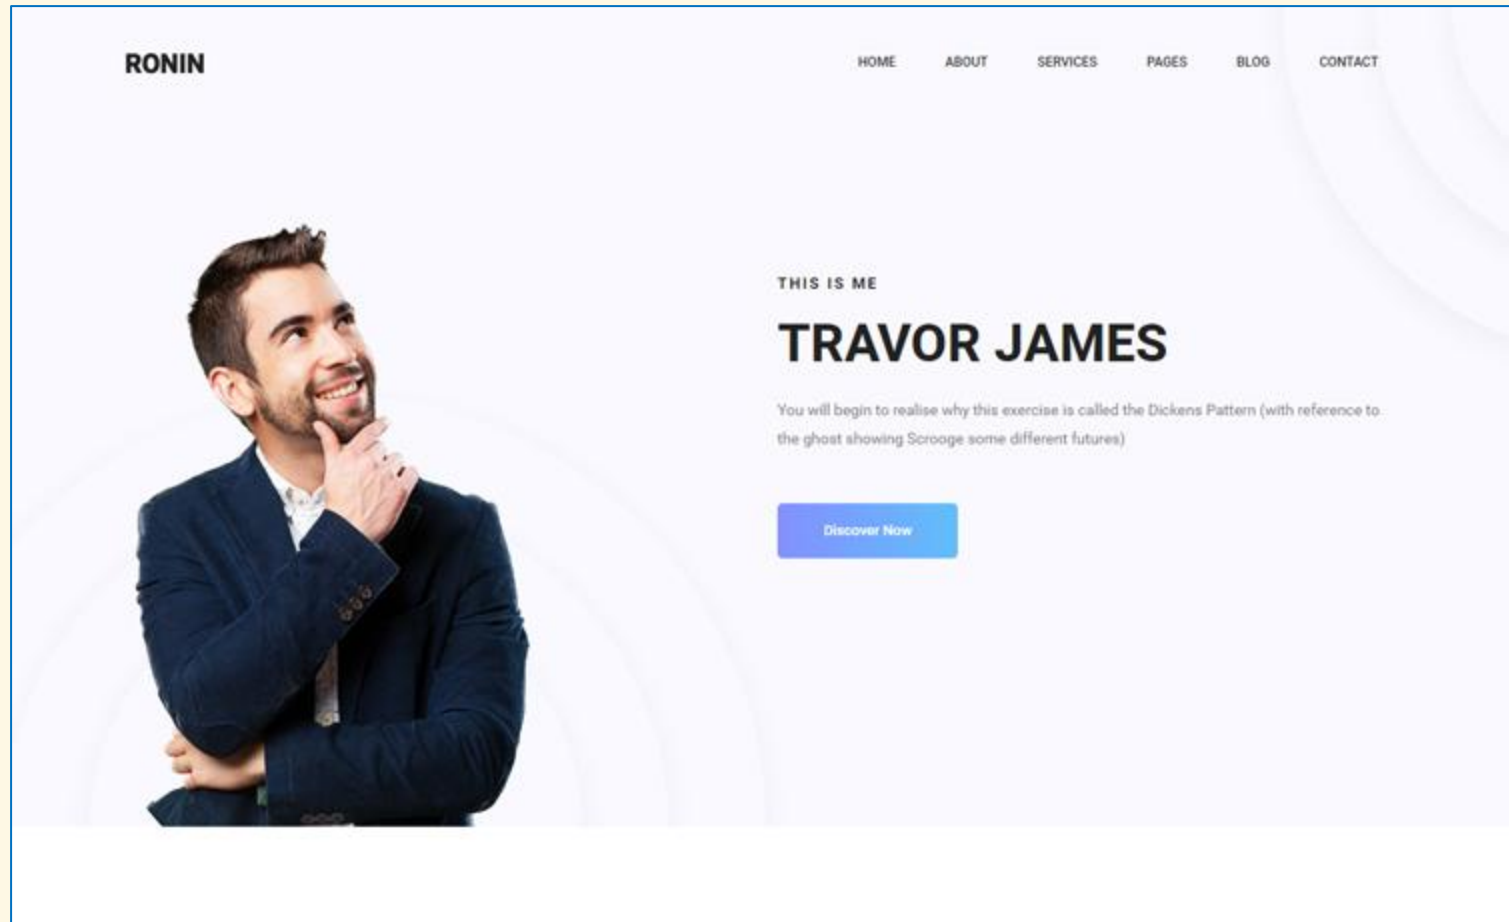 RONIN
HOME ABOUT SERVICES PAGES BLOG CONTACT
THIS IS ME
TRAVOR JAMES
You will begin to realise why this exercise is called the Dickens Pattern (with reference to
the ghost showing Scrooge some different futures)
Discover Now